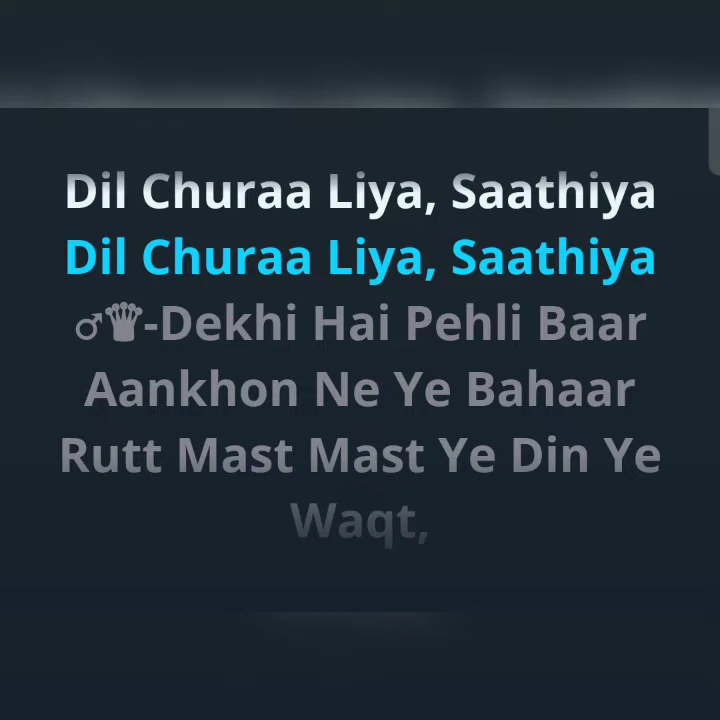 Dil Churaa Liya, Saathiya
Dil Churaa Liya, Saathiya
♂♛-Dekhi Hai Pehli Baar
Aankhon Ne Ye Bahaar
Rutt Mast Mast Ye Din Ye
Waqt,